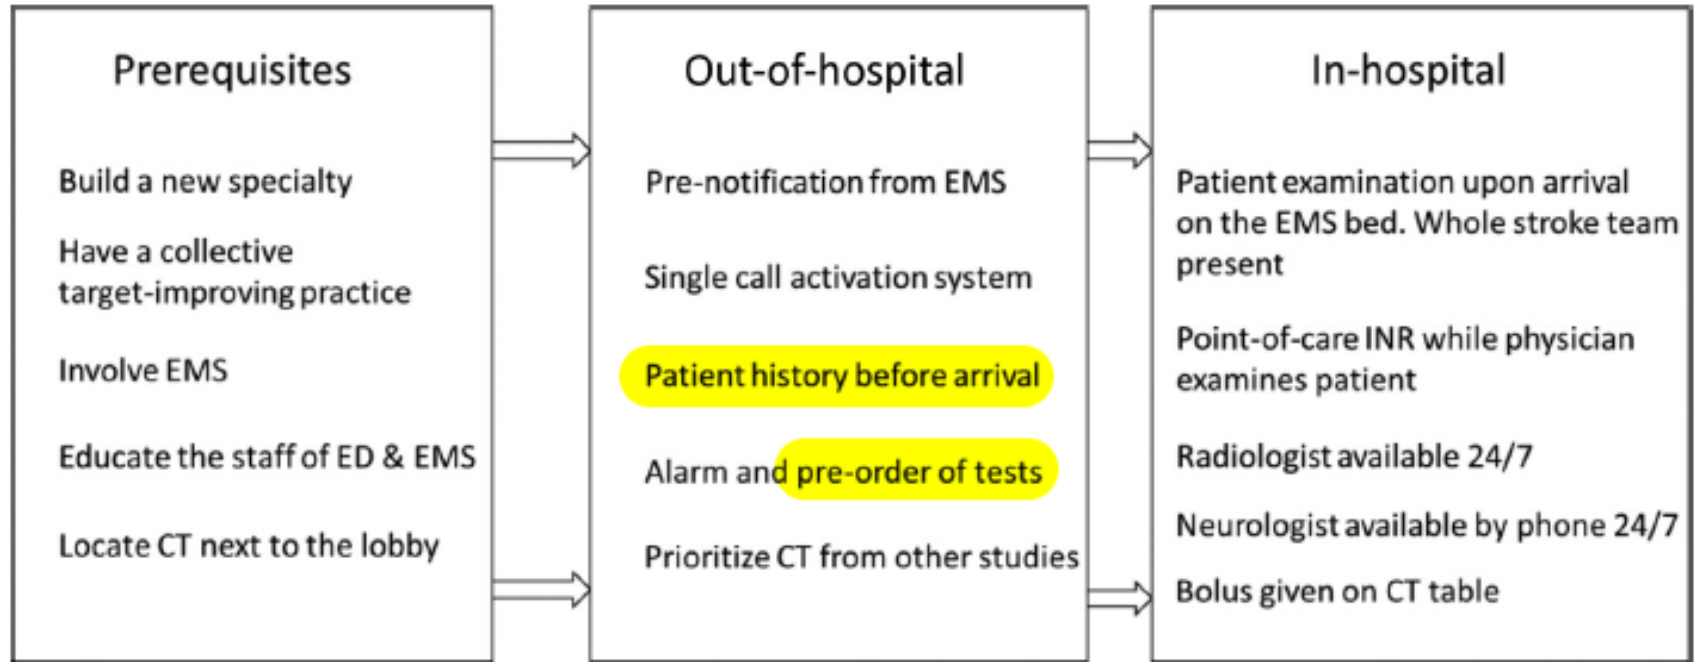 Prerequisites
Build a new specialty
Have a collective
target-improving practice
Involve EMS
Educate the staff of ED & EMS
Locate CT next to the lobby
Out-of-hospital
Pre-notification from EMS
Single call activation system
Patient history before arrival
Alarm and pre-order of tests
Prioritize CT from other studies
In-hospital
Patient examination upon arrival
on the EMS bed. Whole stroke team
present
Point-of-care INR while physician
examines patient
Radiologist available 24/7
Neurologist available by phone 24/7
Bolus given on CT table